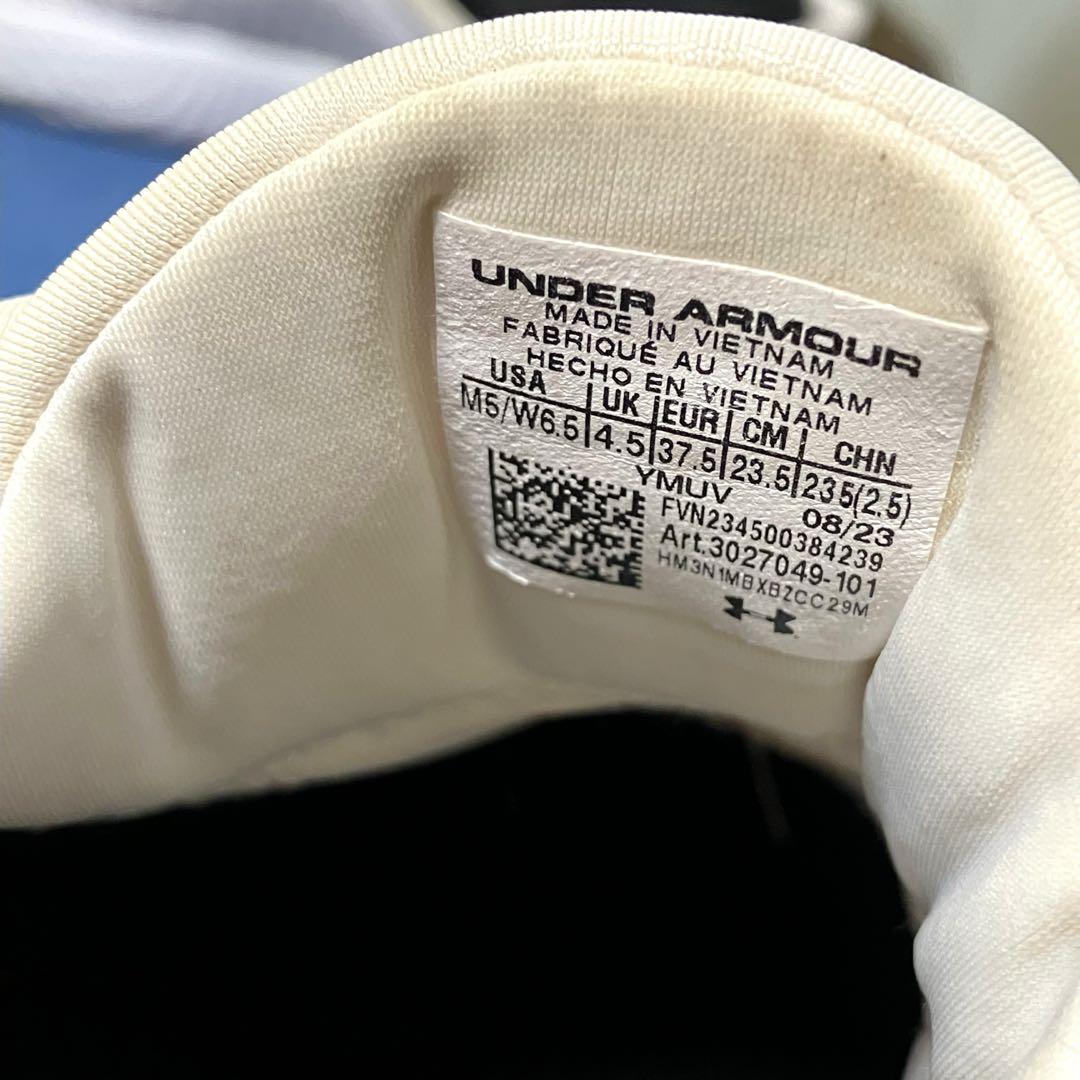 UNDER ARMOUR
MADE IN VIETNAM
FABRIQUÉ AU VIETNAM
HECHO EN VIETNAM
USA UK EUR CM CHN
M5/W6.5 4.5 37.5 23.5 235(2.5)
YMUV 08/23
FVN234500384239
Art.3027049-101
HM3N1MBXBZCC29M